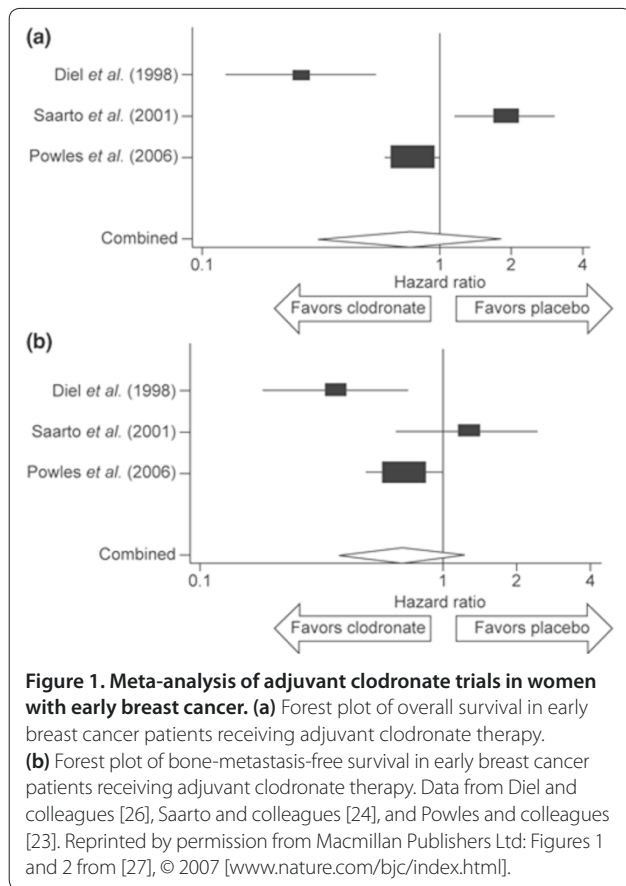 (a)
Diel et al. (1998)
Saarto et al. (2001)
Powles et al. (2006)
Combined
0.1 1 2 4
Hazard ratio
Favors clodronate Favors placebo
(b)
Diel et al. (1998)
Saarto et al. (2001)
Powles et al. (2006)
Combined
0.1 1 2 4
Hazard ratio
Favors clodronate Favors placebo
Figure 1. Meta-analysis of adjuvant clodronate trials in women
with early breast cancer. (a) Forest plot of overall survival in early
breast cancer patients receiving adjuvant clodronate therapy.
(b) Forest plot of bone-metastasis-free survival in early breast cancer
patients receiving adjuvant clodronate therapy. Data from Diel and
colleagues [26], Saarto and colleagues [24], and Powles and colleagues
[23]. Reprinted by permission from Macmillan Publishers Ltd: Figures 1
and 2 from [27], © 2007 [www.nature.com/bjc/index.html].